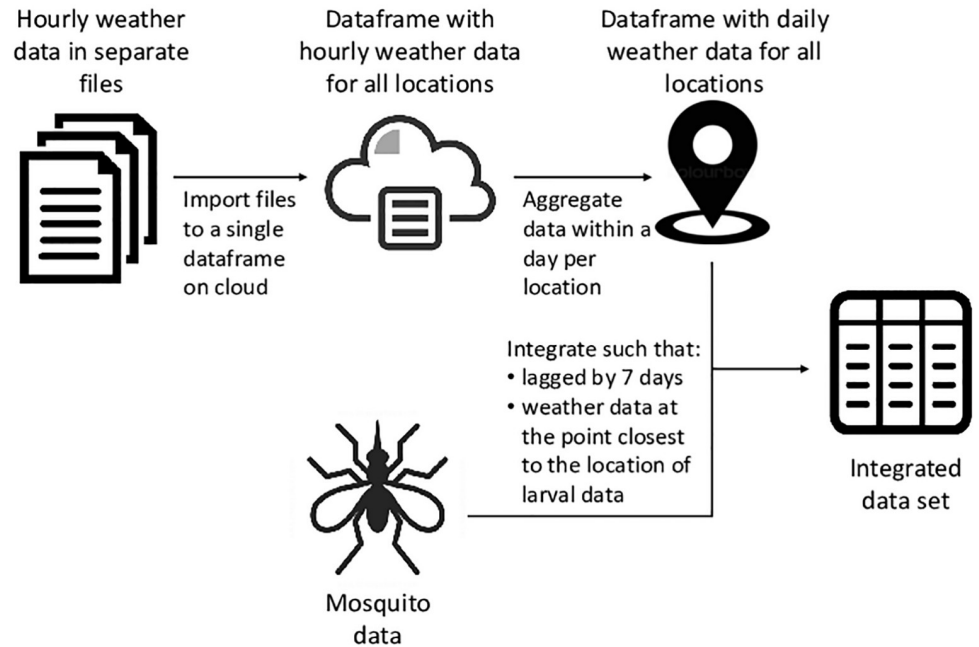 Hourly weather
data in separate
files
Dataframe with
hourly weather data
for all locations
Dataframe with daily
weather data for all
locations
Import files
to a single
dataframe
on cloud
Aggregate
data within a
day per
location
Integrate such that:
• lagged by 7 days
• weather data at
the point closest
to the location of
larval data
Mosquito
data
Integrated
data set